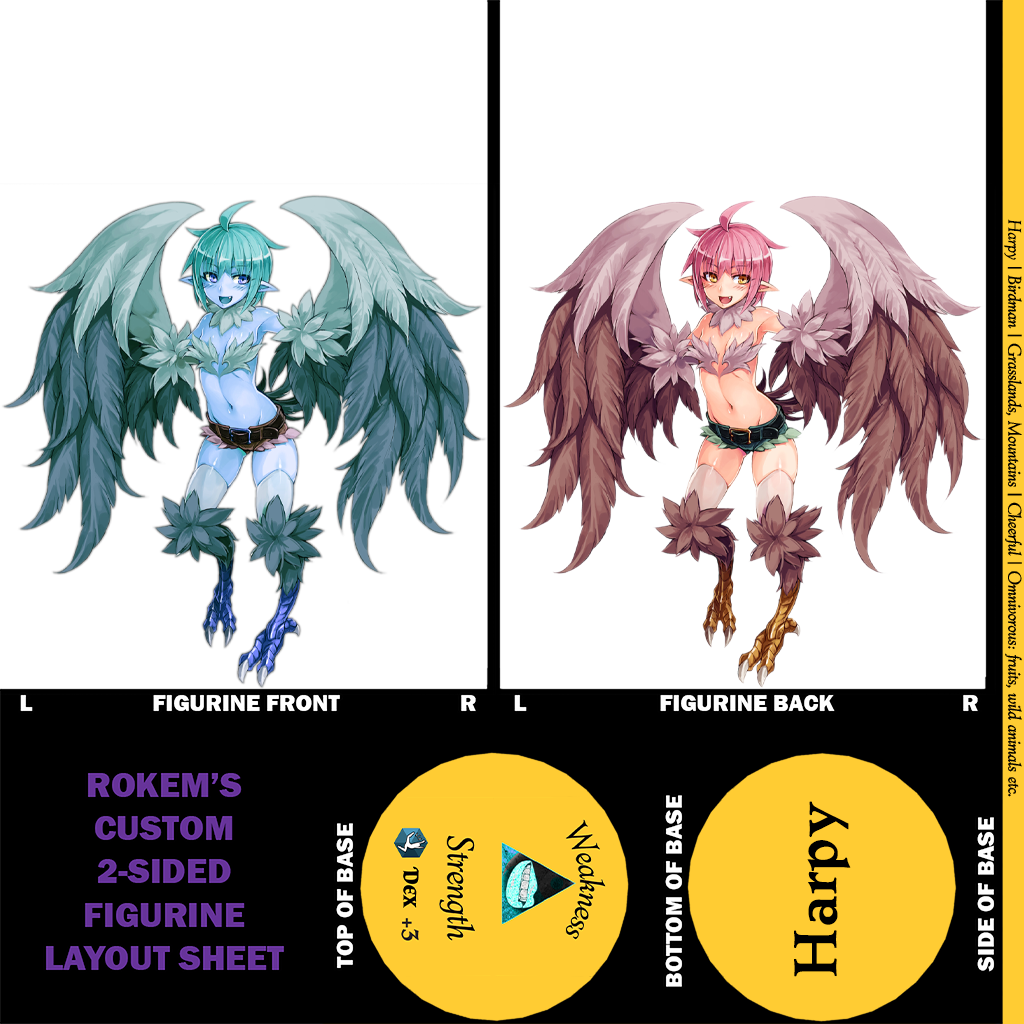 L FIGURINE FRONT R
L FIGURINE BACK R
Harpy | Birdman | Grasslands, Mountains | Cheerful | Omnivorous: fruits, wild animals etc.
ROKEM'S
CUSTOM
2-SIDED
FIGURINE
LAYOUT SHEET
TOP OF BASE
Weakness
Strength
DEX +3
BOTTOM OF BASE
Harpy
SIDE OF BASE